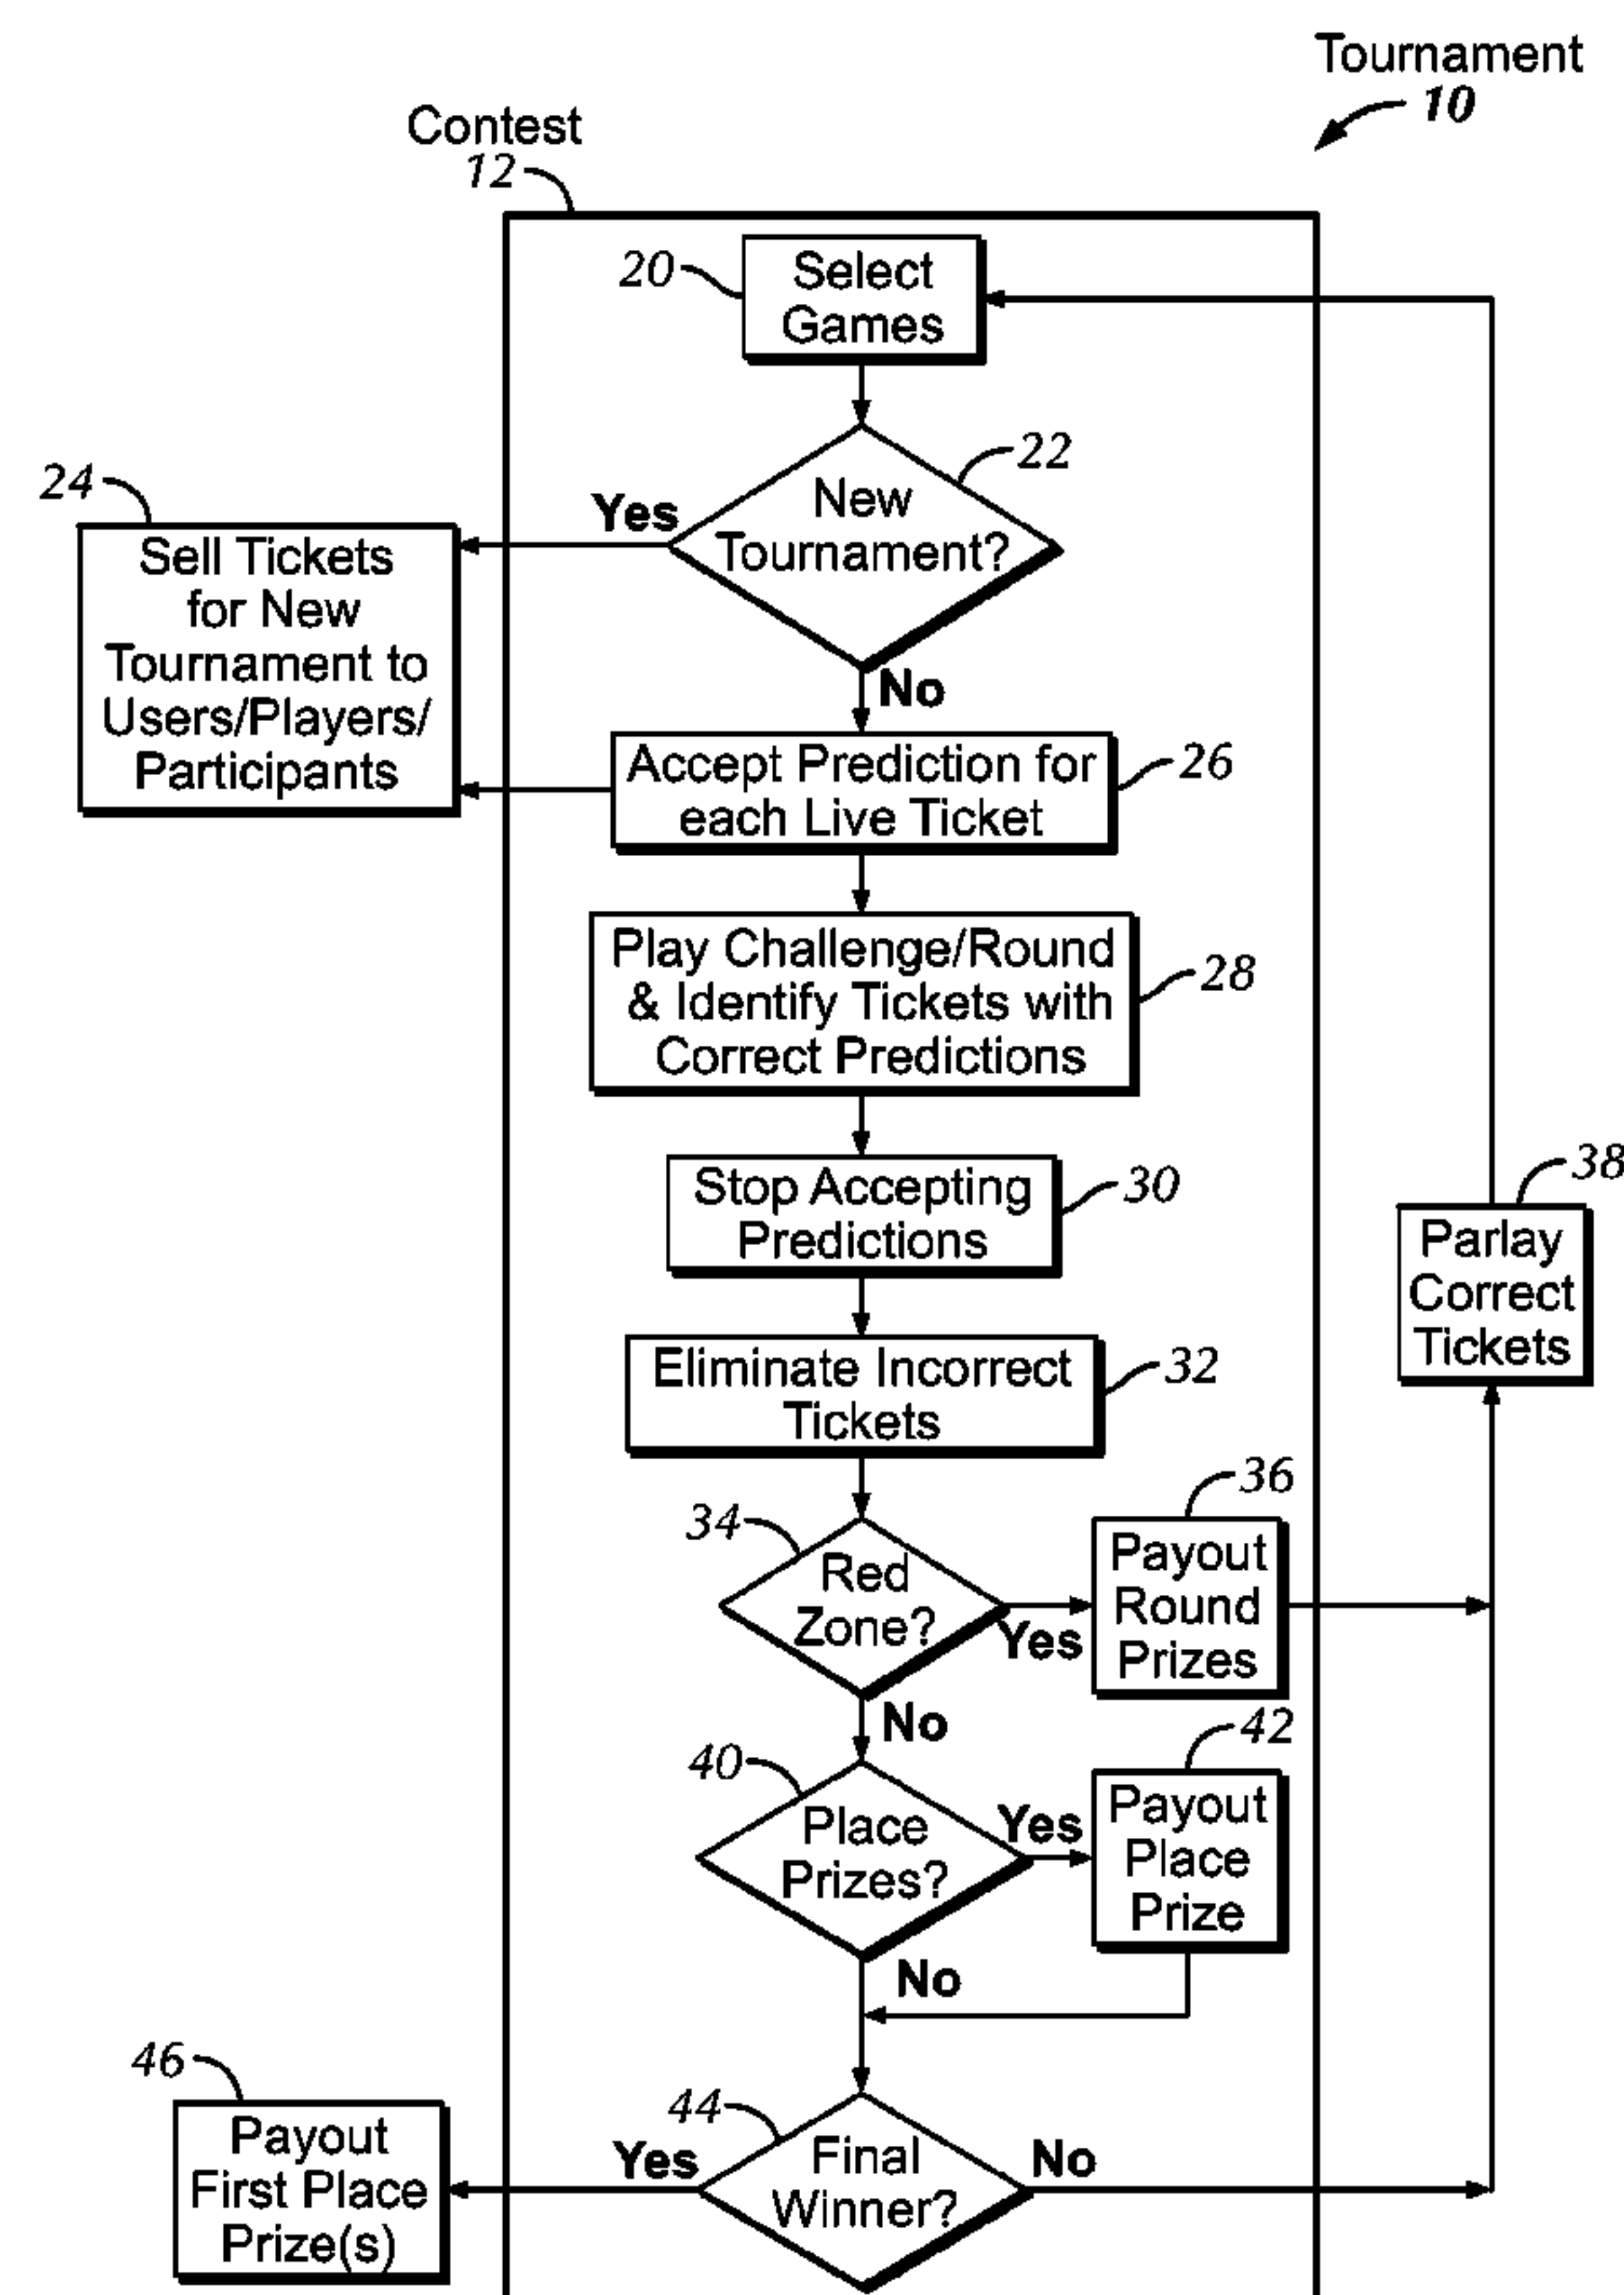 Tournament
10
Contest
12
20
Select
Games
22
New
Tournament?
Yes
No
24
Sell Tickets
for New
Tournament to
Users/Players/
Participants
26
Accept Prediction for
each Live Ticket
28
Play Challenge/Round
& Identify Tickets with
Correct Predictions
30
Stop Accepting
Predictions
38
Parlay
Correct
Tickets
32
Eliminate Incorrect
Tickets
34
Red
Zone?
Yes
No
36
Payout
Round
Prizes
40
Place
Prizes?
Yes
No
42
Payout
Place
Prize
44
Final
Winner?
Yes
No
46
Payout
First Place
Prize(s)